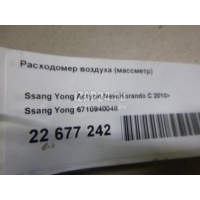 Расходомер воздуха (массметр)
Ssang Yong Actyon New/Korando C 2010>
Ssang Yong 6710940048
22 677 242